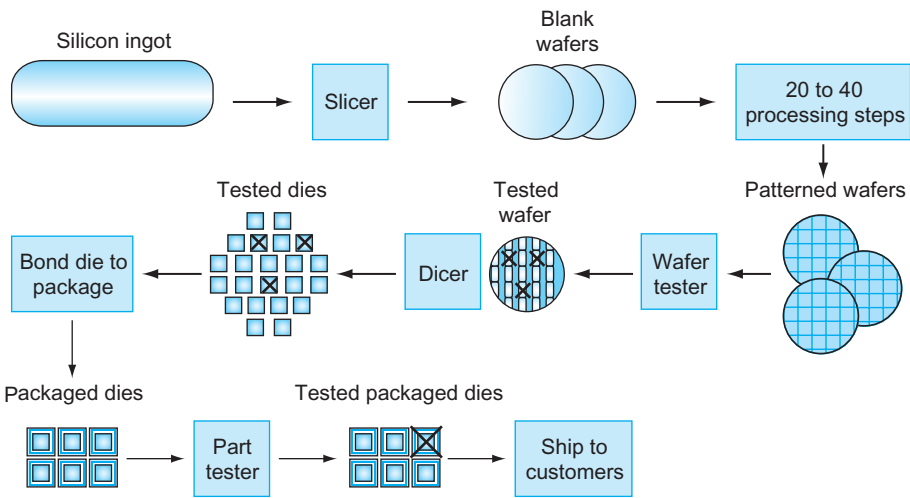 Silicon ingot
Slicer
Blank
wafers
20 to 40
processing steps
Patterned wafers
Wafer
tester
Tested
wafer
Dicer
Tested dies
Bond die to
package
Packaged dies
Part
tester
Tested packaged dies
Ship to
customers